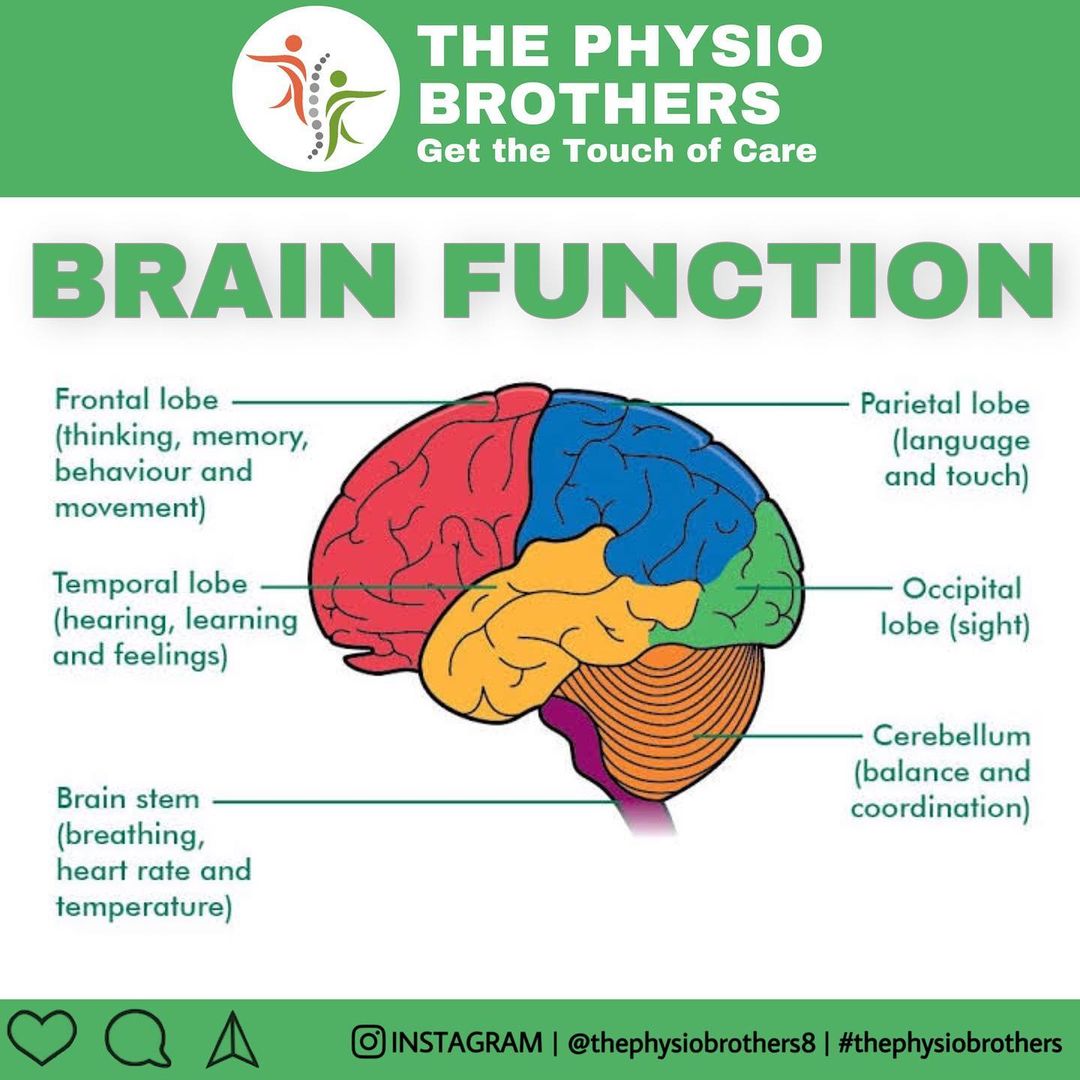 THE PHYSIO
BROTHERS
Get the Touch of Care
BRAIN FUNCTION
Frontal lobe
(thinking, memory,
behaviour and
movement)
Temporal lobe
(hearing, learning
and feelings)
Brain stem
(breathing,
heart rate and
temperature)
Parietal lobe
(language
and touch)
Occipital
lobe (sight)
Cerebellum
(balance and
coordination)
INSTAGRAM | @thephysiobrothers8 | #thephysiobrothers